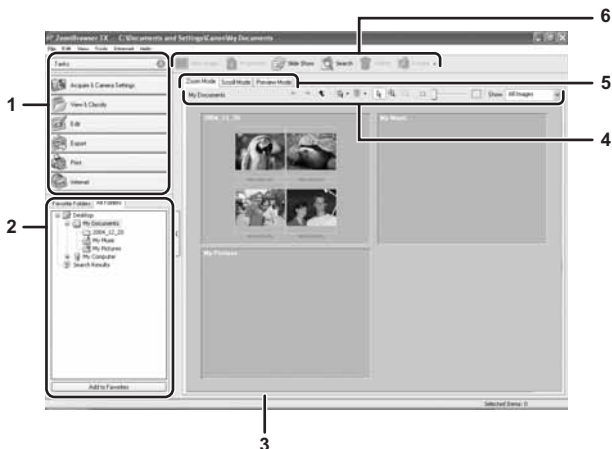 6
ZoomBrowser EX - C:\Documents and Settings\Canon\My Documents
File Edit View Tools Internet Help
Tasks
Slide Show Search
Zoom Mode Scroll Mode Preview Mode
5
My Documents Show All Images
4
1
Acquire & Camera Settings
View & Classify
Edit
Export
Print
Internet
2004_12_20 My Music
2
Favorite Folders All Folders
Desktop
My Documents
2004_12_20
My Music
My Pictures
My Computer
Search Results
My Pictures
Add to Favorites
Selected Items: 0
3